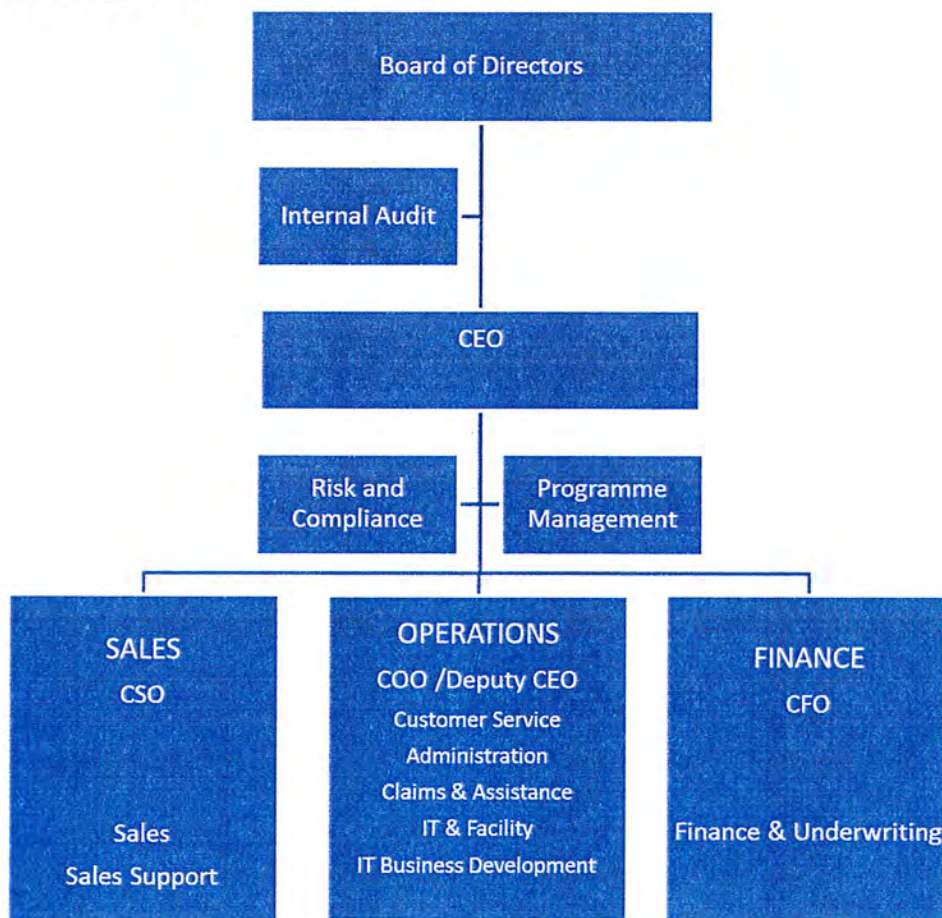 Board of Directors
Internal Audit
CEO
Risk and
Compliance
Programme
Management
SALES
CSO
Sales
Sales Support
OPERATIONS
COO /Deputy CEO
Customer Service
Administration
Claims & Assistance
IT & Facility
IT Business Development
FINANCE
CFO
Finance & Underwriting